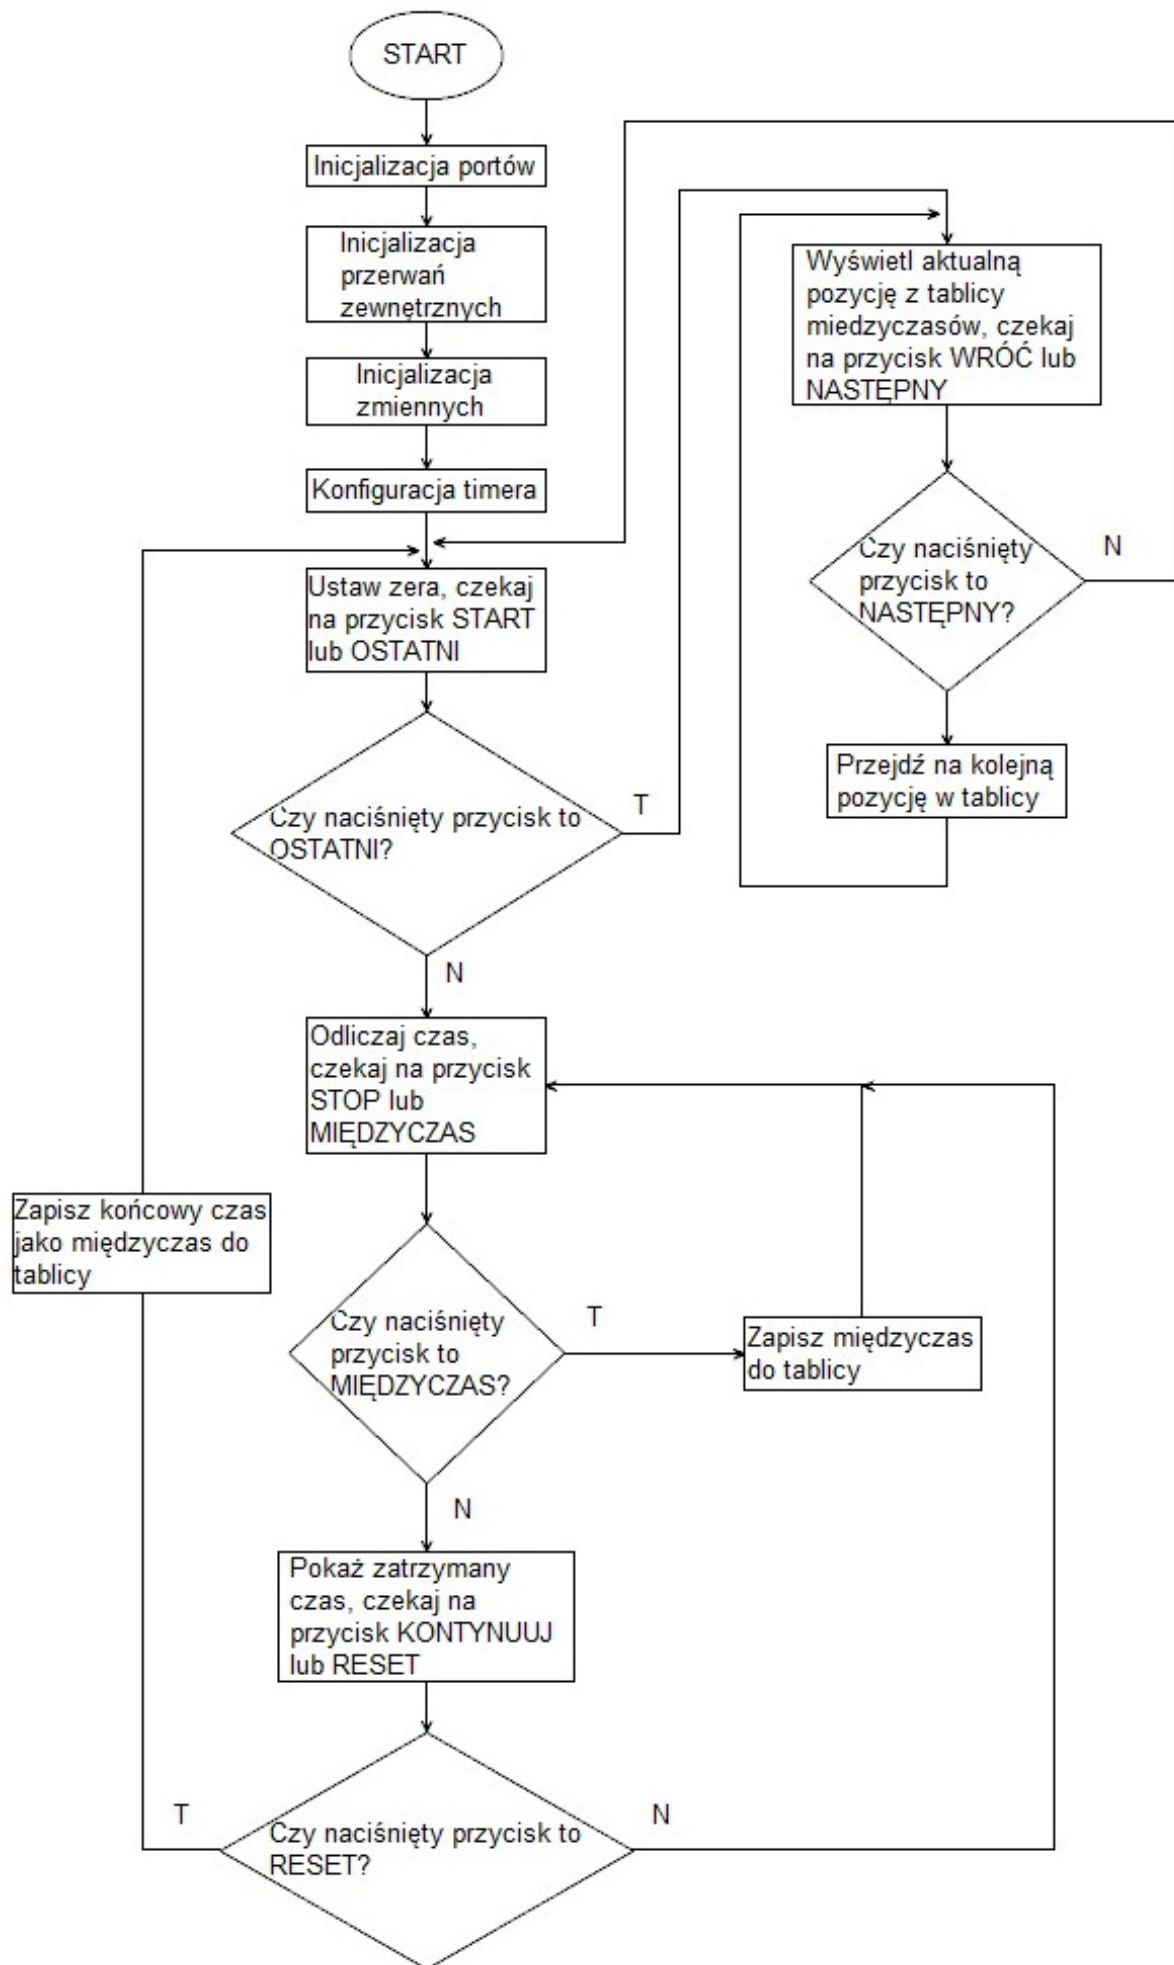 START
Inicjalizacja portów
Inicjalizacja
przerwań
zewnętrznych
Inicjalizacja
zmiennych
Konfiguracja timera
Ustaw zera, czekaj
na przycisk START
lub OSTATNI
Czy naciśnięty przycisk to
OSTATNI?
T
N
Wyświetl aktualną
pozycję z tablicy
miedzyczasów, czekaj
na przycisk WRÓĆ lub
NASTĘPNY
Czy naciśnięty
przycisk to
NASTĘPNY?
N
Przejdź na kolejną
pozycję w tablicy
Odliczaj czas,
czekaj na przycisk
STOP lub
MIĘDZYCZAS
Czy naciśnięty
przycisk to
MIĘDZYCZAS?
T
Zapisz międzyczas
do tablicy
N
Pokaż zatrzymany
czas, czekaj na
przycisk KONTYNUUJ
lub RESET
Czy naciśnięty przycisk to
RESET?
T
N
Zapisz końcowy czas
jako międzyczas do
tablicy